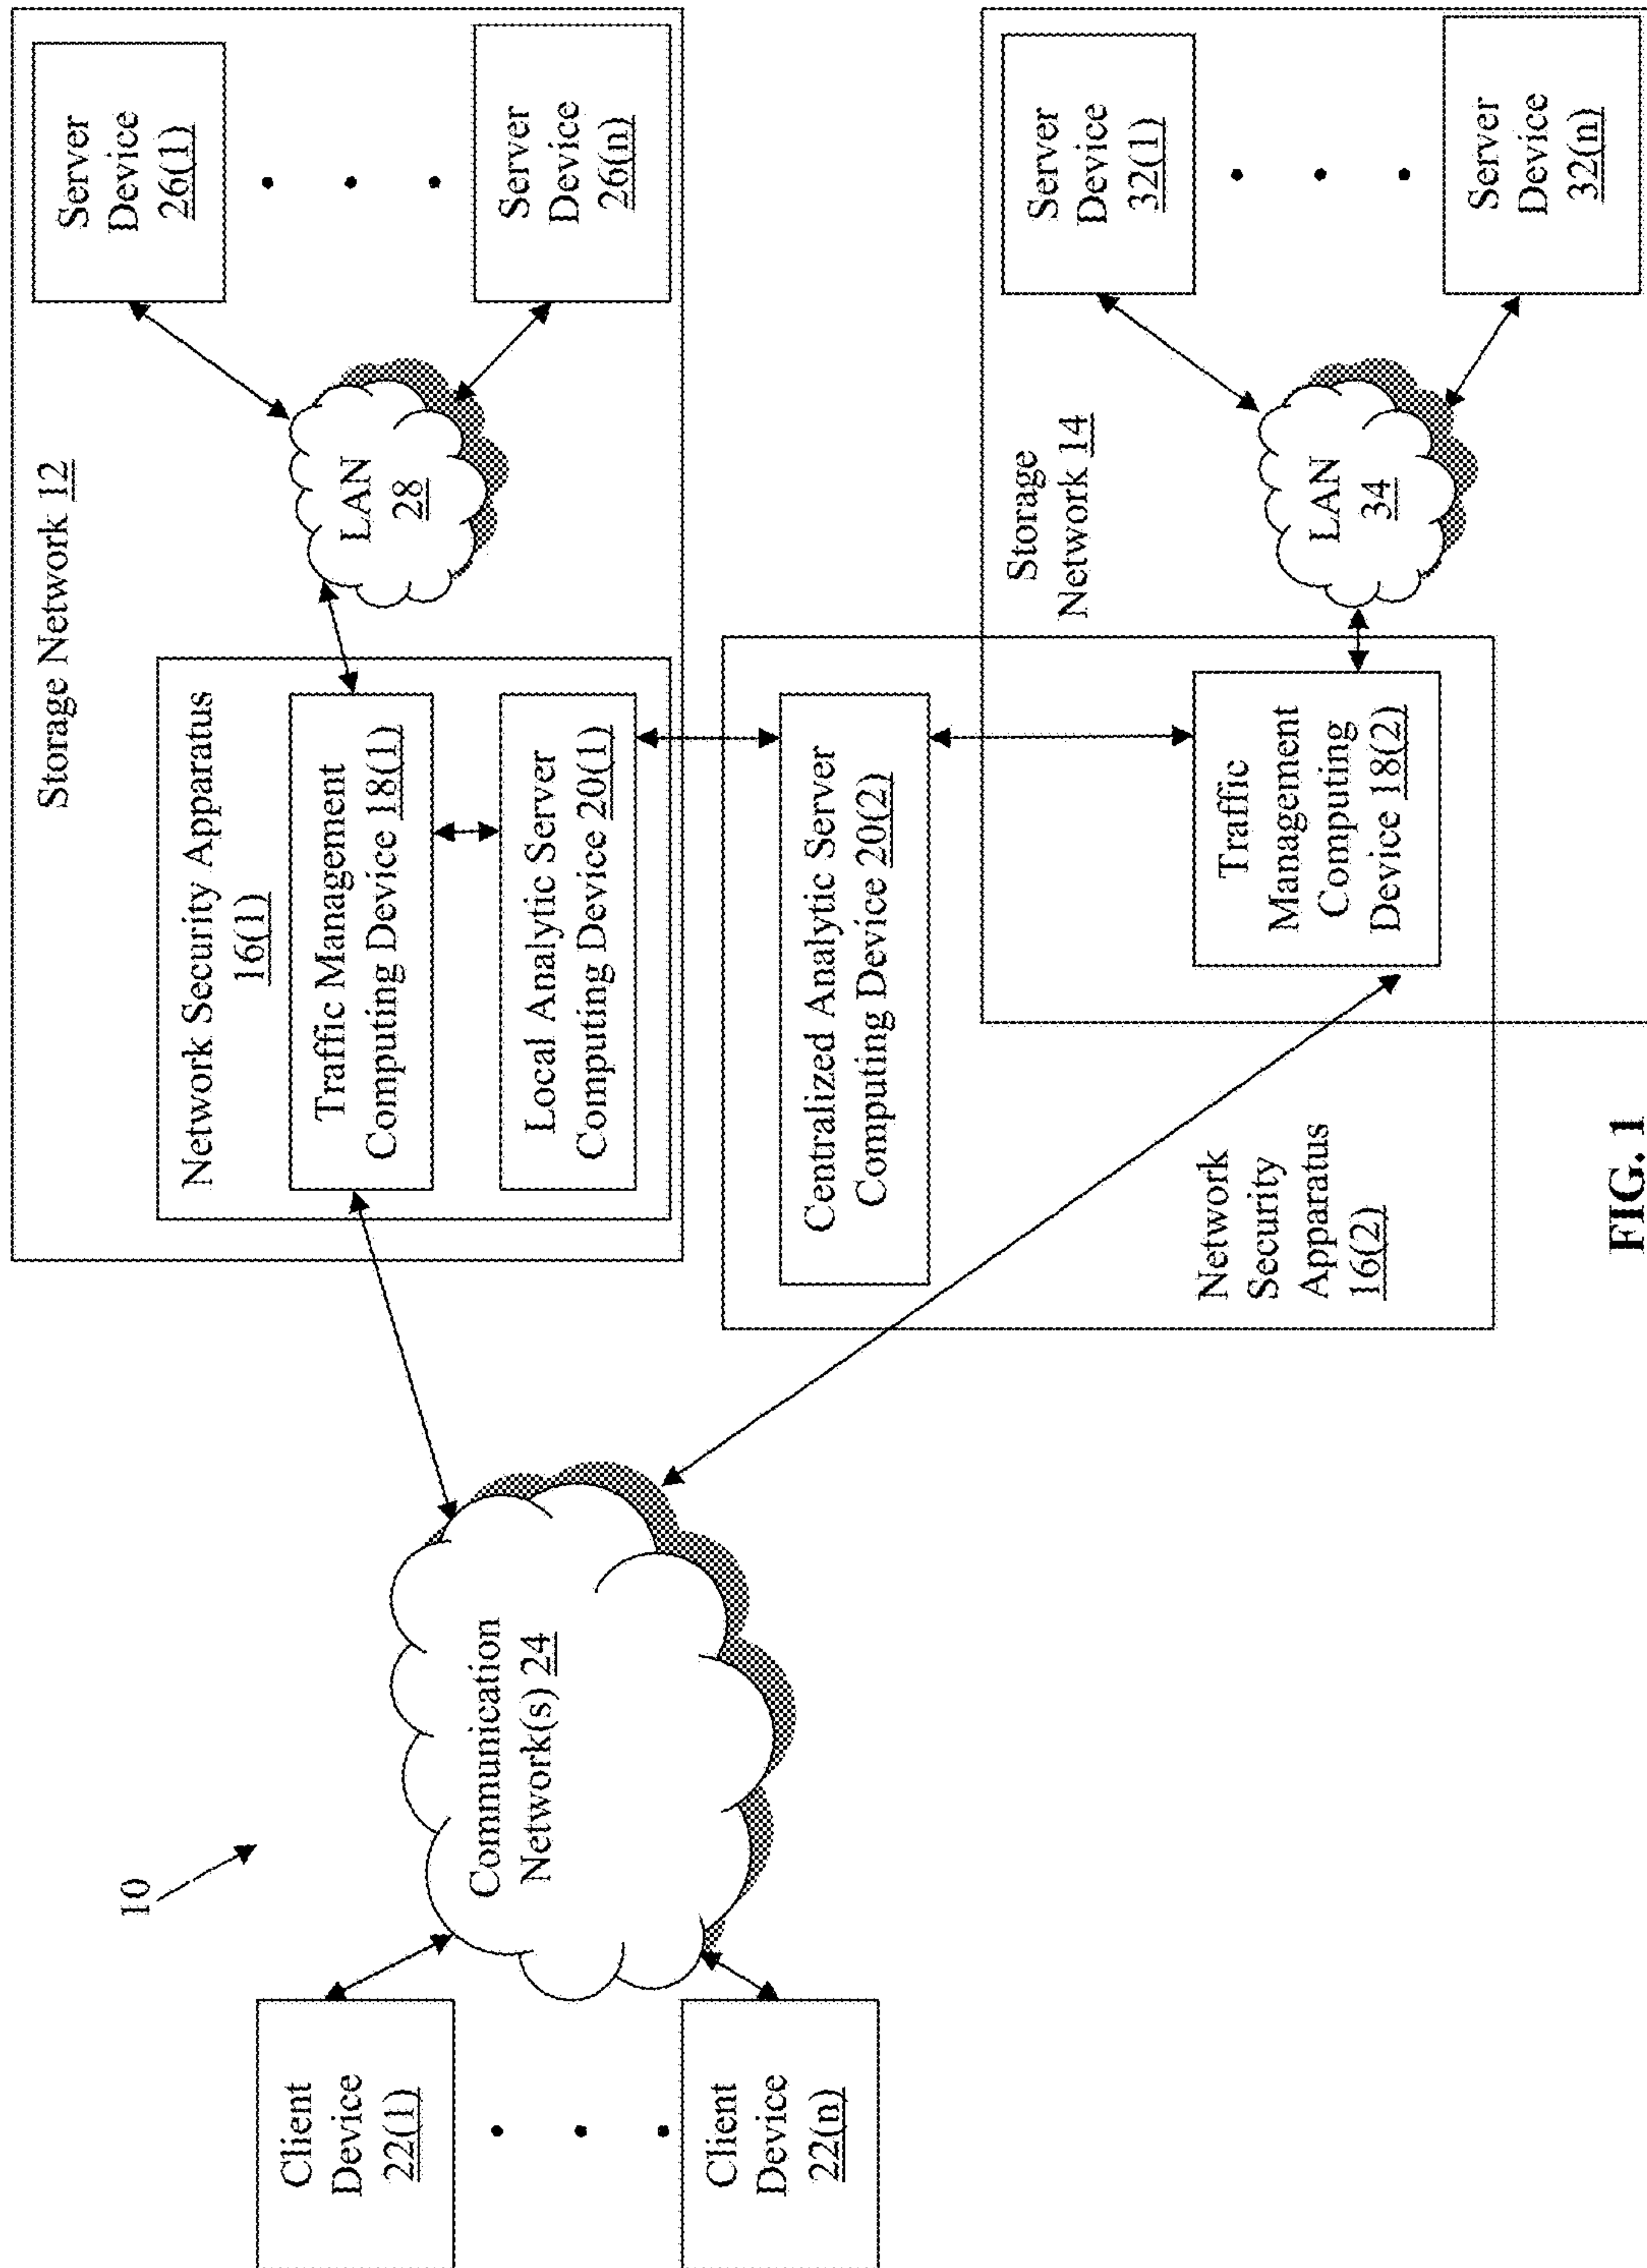 10
Client
Device
22(1)
Client
Device
22(n)
Communication
Network(s) 24
Storage Network 12
Network Security Apparatus
16(1)
Traffic Management
Computing Device 18(1)
Local Analytic Server
Computing Device 20(1)
LAN
28
Server
Device
26(1)
Server
Device
26(n)
Centralized Analytic Server
Computing Device 20(2)
Network
Security
Apparatus
16(2)
Storage
Network 14
Traffic
Management
Computing
Device 18(2)
LAN
34
Server
Device
32(1)
Server
Device
32(n)
FIG. 1